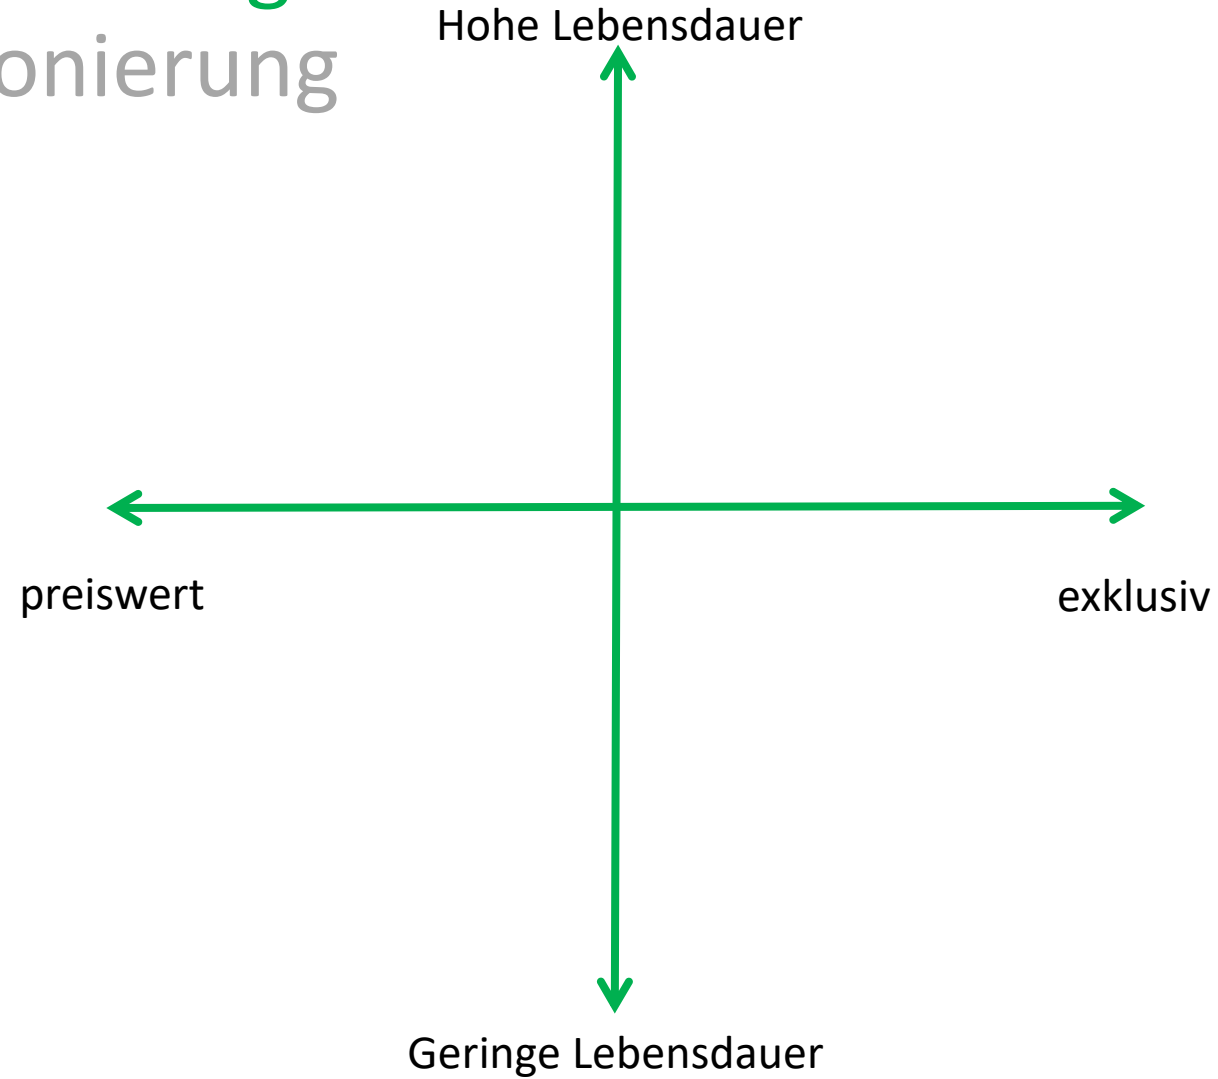 Hohe Lebensdauer
onierung
preiswert
exklusiv
Geringe Lebensdauer